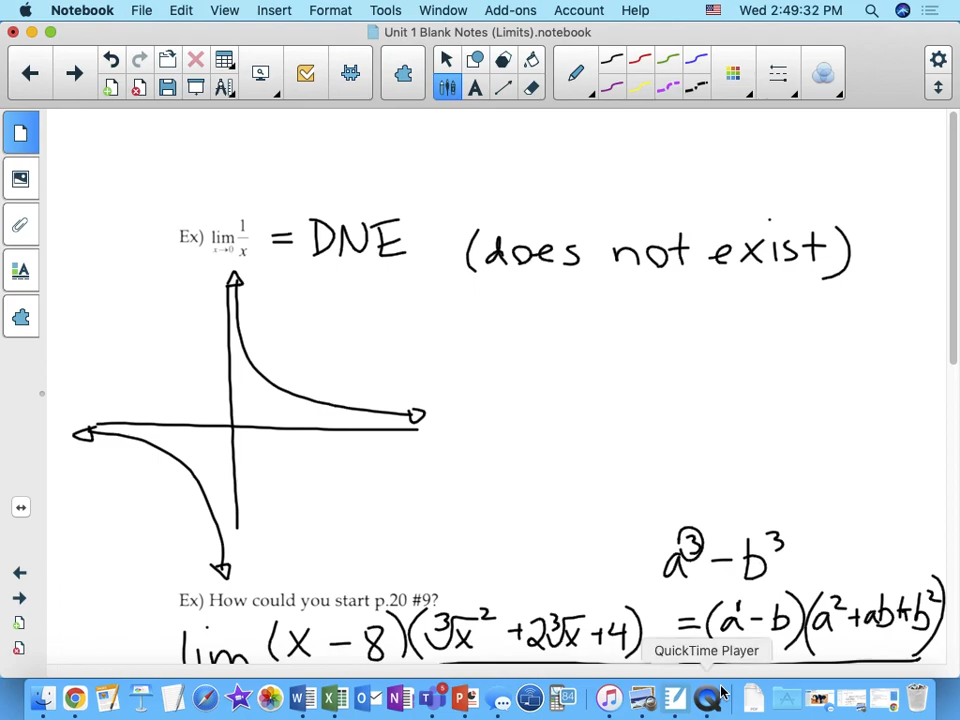 Notebook File Edit View Insert Format Tools Window Add-ons Account Help Wed 2:49:32 PM
Unit 1 Blank Notes (Limits).notebook
Ex) lim x→0 1/x = DNE (does not exist)
a³ − b³
Ex) How could you start p.20 #9?
= (a − b)(a² + ab + b²)
lim (x − 8)(∛x² + 2∛x + 4)
QuickTime Player
5
84